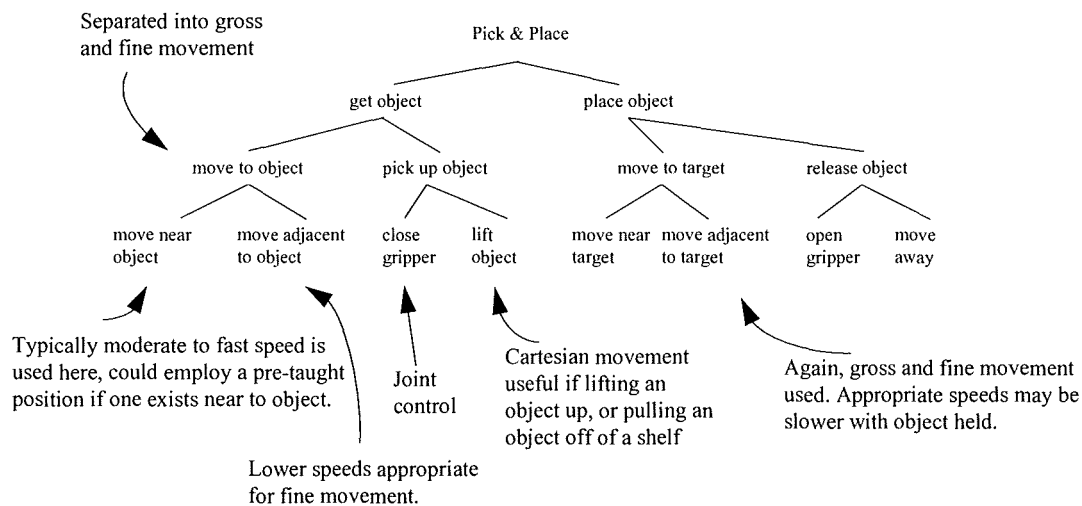 Separated into gross
and fine movement
Pick & Place
get object
place object
move to object
pick up object
move to target
release object
move near
object
move adjacent
to object
close
gripper
lift
object
move near
target
move adjacent
to target
open
gripper
move
away
Typically moderate to fast speed is
used here, could employ a pre-taught
position if one exists near to object.
Lower speeds appropriate
for fine movement.
Joint
control
Cartesian movement
useful if lifting an
object up, or pulling an
object off of a shelf
Again, gross and fine movement
used. Appropriate speeds may be
slower with object held.